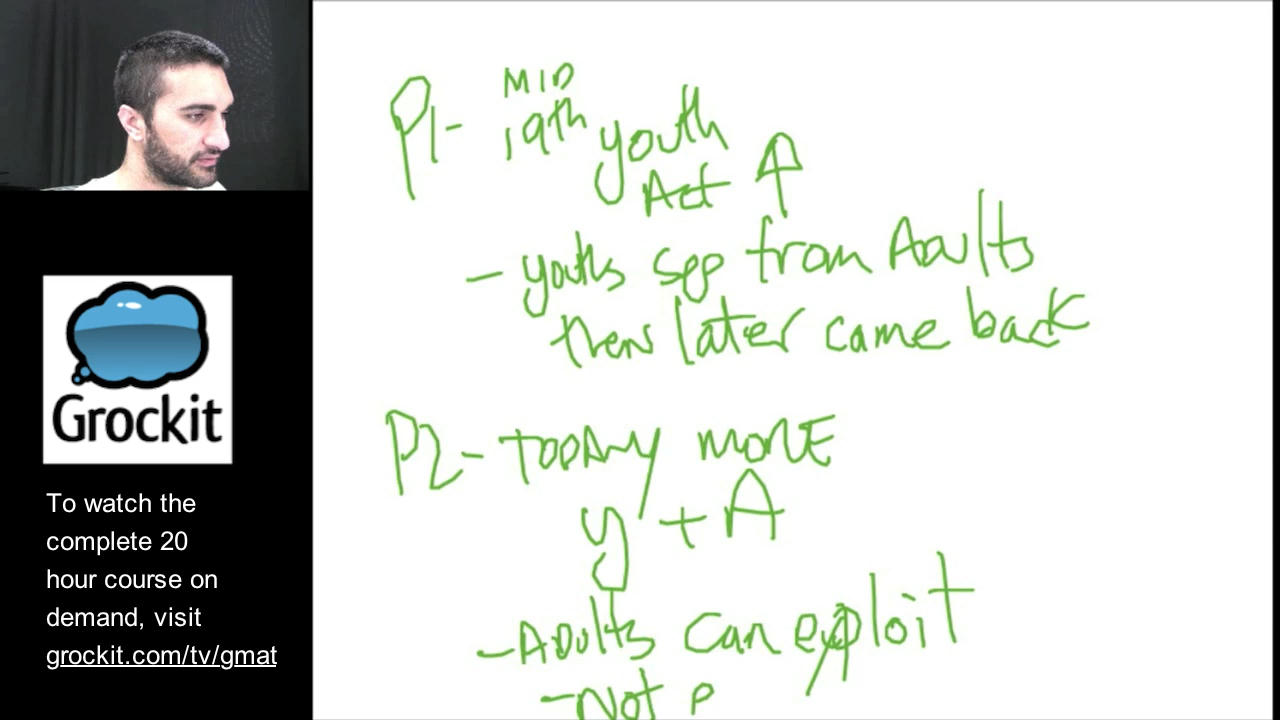 Grockit
To watch the
complete 20
hour course on
demand, visit
grockit.com/tv/gmat
P1- MID
19th youth
Act ↑
- youths sep from Adults
then later came back
P2- TODAY MORE
y + A
- Adults can exploit
- Not p